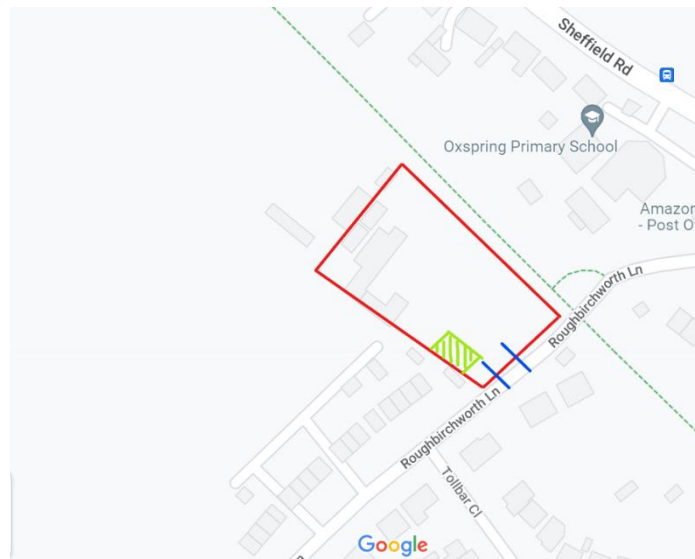 Sheffield Rd
Oxspring Primary School
Amazon
- Post O
Roughbirchworth Ln
Roughbirchworth Ln
Tollbar Cl
Google